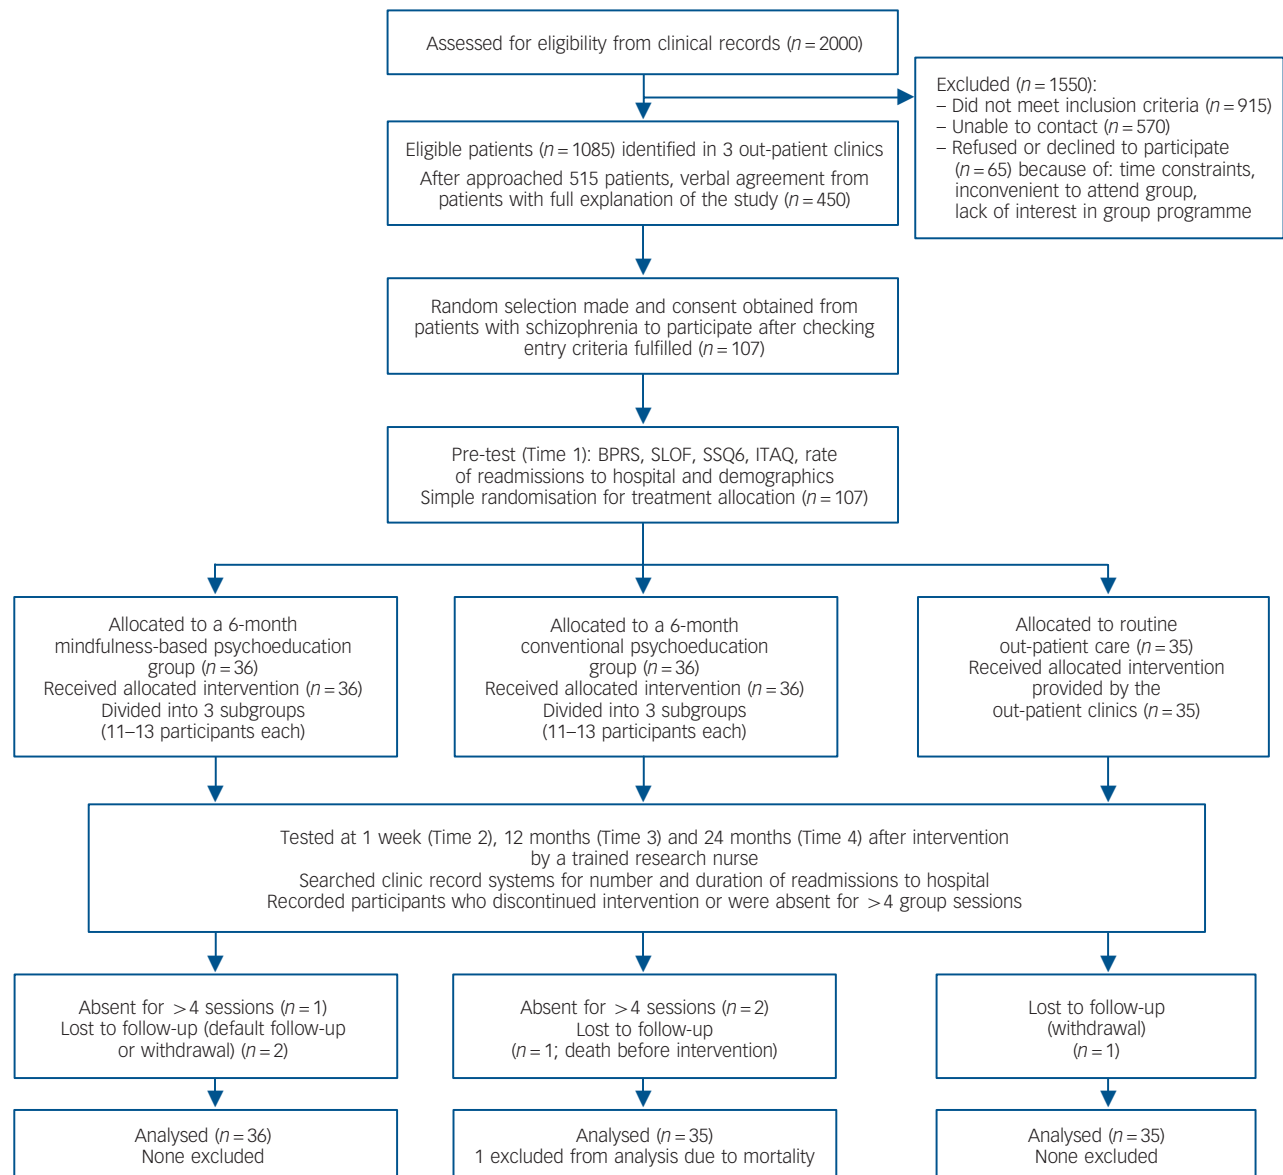 Assessed for eligibility from clinical records (n = 2000)
Excluded (n = 1550):
– Did not meet inclusion criteria (n = 915)
– Unable to contact (n = 570)
– Refused or declined to participate
(n = 65) because of: time constraints,
inconvenient to attend group,
lack of interest in group programme
Eligible patients (n = 1085) identified in 3 out-patient clinics
After approached 515 patients, verbal agreement from
patients with full explanation of the study (n = 450)
Random selection made and consent obtained from
patients with schizophrenia to participate after checking
entry criteria fulfilled (n = 107)
Pre-test (Time 1): BPRS, SLOF, SSQ6, ITAQ, rate
of readmissions to hospital and demographics
Simple randomisation for treatment allocation (n = 107)
Allocated to a 6-month
mindfulness-based psychoeducation
group (n = 36)
Received allocated intervention (n = 36)
Divided into 3 subgroups
(11–13 participants each)
Allocated to a 6-month
conventional psychoeducation
group (n = 36)
Received allocated intervention (n = 36)
Divided into 3 subgroups
(11–13 participants each)
Allocated to routine
out-patient care (n = 35)
Received allocated intervention
provided by the
out-patient clinics (n = 35)
Tested at 1 week (Time 2), 12 months (Time 3) and 24 months (Time 4) after intervention
by a trained research nurse
Searched clinic record systems for number and duration of readmissions to hospital
Recorded participants who discontinued intervention or were absent for >4 group sessions
Absent for >4 sessions (n = 1)
Lost to follow-up (default follow-up
or withdrawal) (n = 2)
Absent for >4 sessions (n = 2)
Lost to follow-up
(n = 1; death before intervention)
Lost to follow-up
(withdrawal)
(n = 1)
Analysed (n = 36)
None excluded
Analysed (n = 35)
1 excluded from analysis due to mortality
Analysed (n = 35)
None excluded